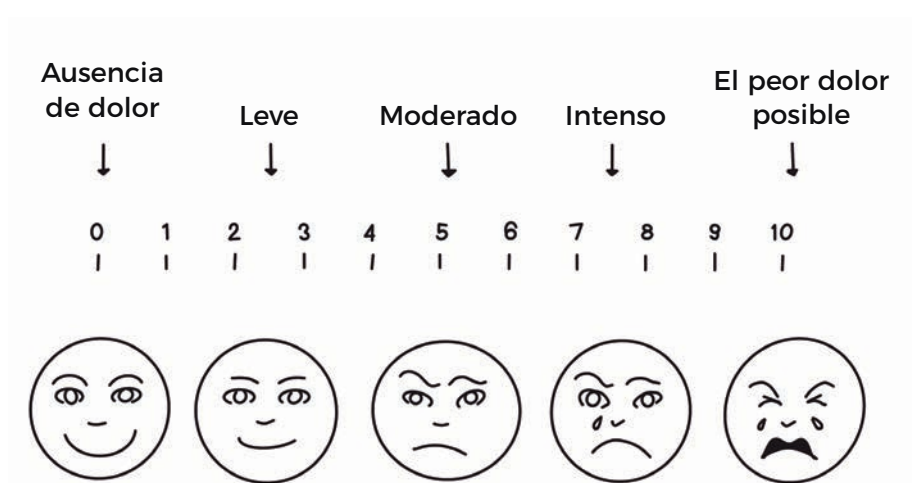 Ausencia
de dolor
Leve
Moderado
Intenso
El peor dolor
posible
0 1 2 3 4 5 6 7 8 9 10